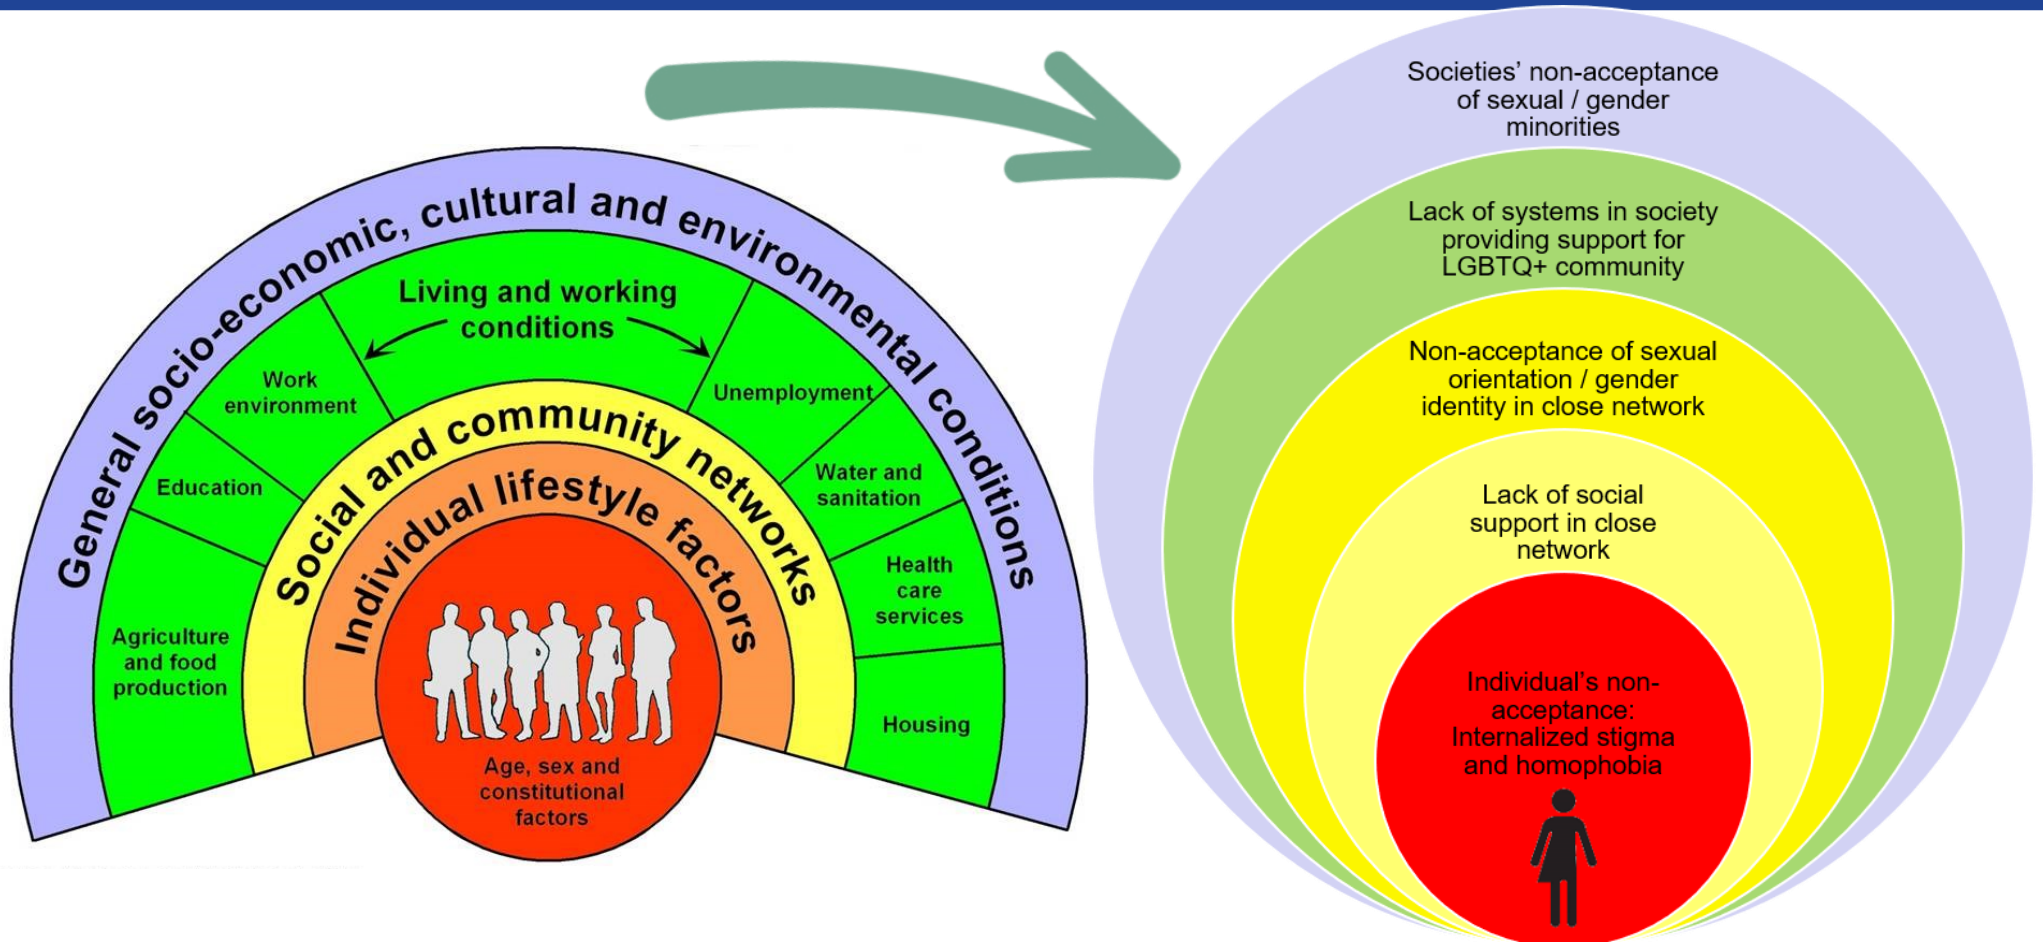 General socio-economic, cultural and environmental conditions
Living and working
conditions
Work
environment
Education
Agriculture
and food
production
Unemployment
Water and
sanitation
Health
care
services
Housing
Social and community networks
Individual lifestyle factors
Age, sex and
constitutional
factors
Societies’ non-acceptance
of sexual / gender
minorities
Lack of systems in society
providing support for
LGBTQ+ community
Non-acceptance of sexual
orientation / gender
identity in close network
Lack of social
support in close
network
Individual’s non-
acceptance:
Internalized stigma
and homophobia